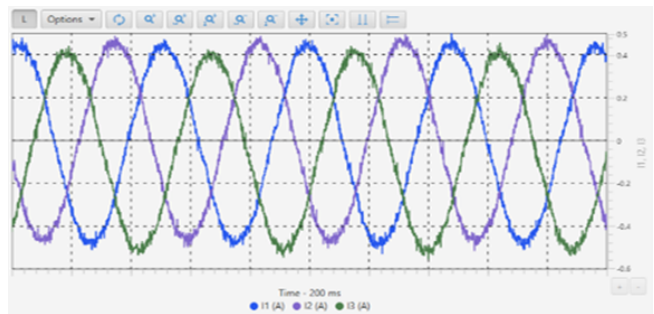 L Options
0.5
0.4
0.2
0
-0.2
-0.4
-0.6
I1, I2, I3
Time - 200 ms
I1 (A) I2 (A) I3 (A)
+ -